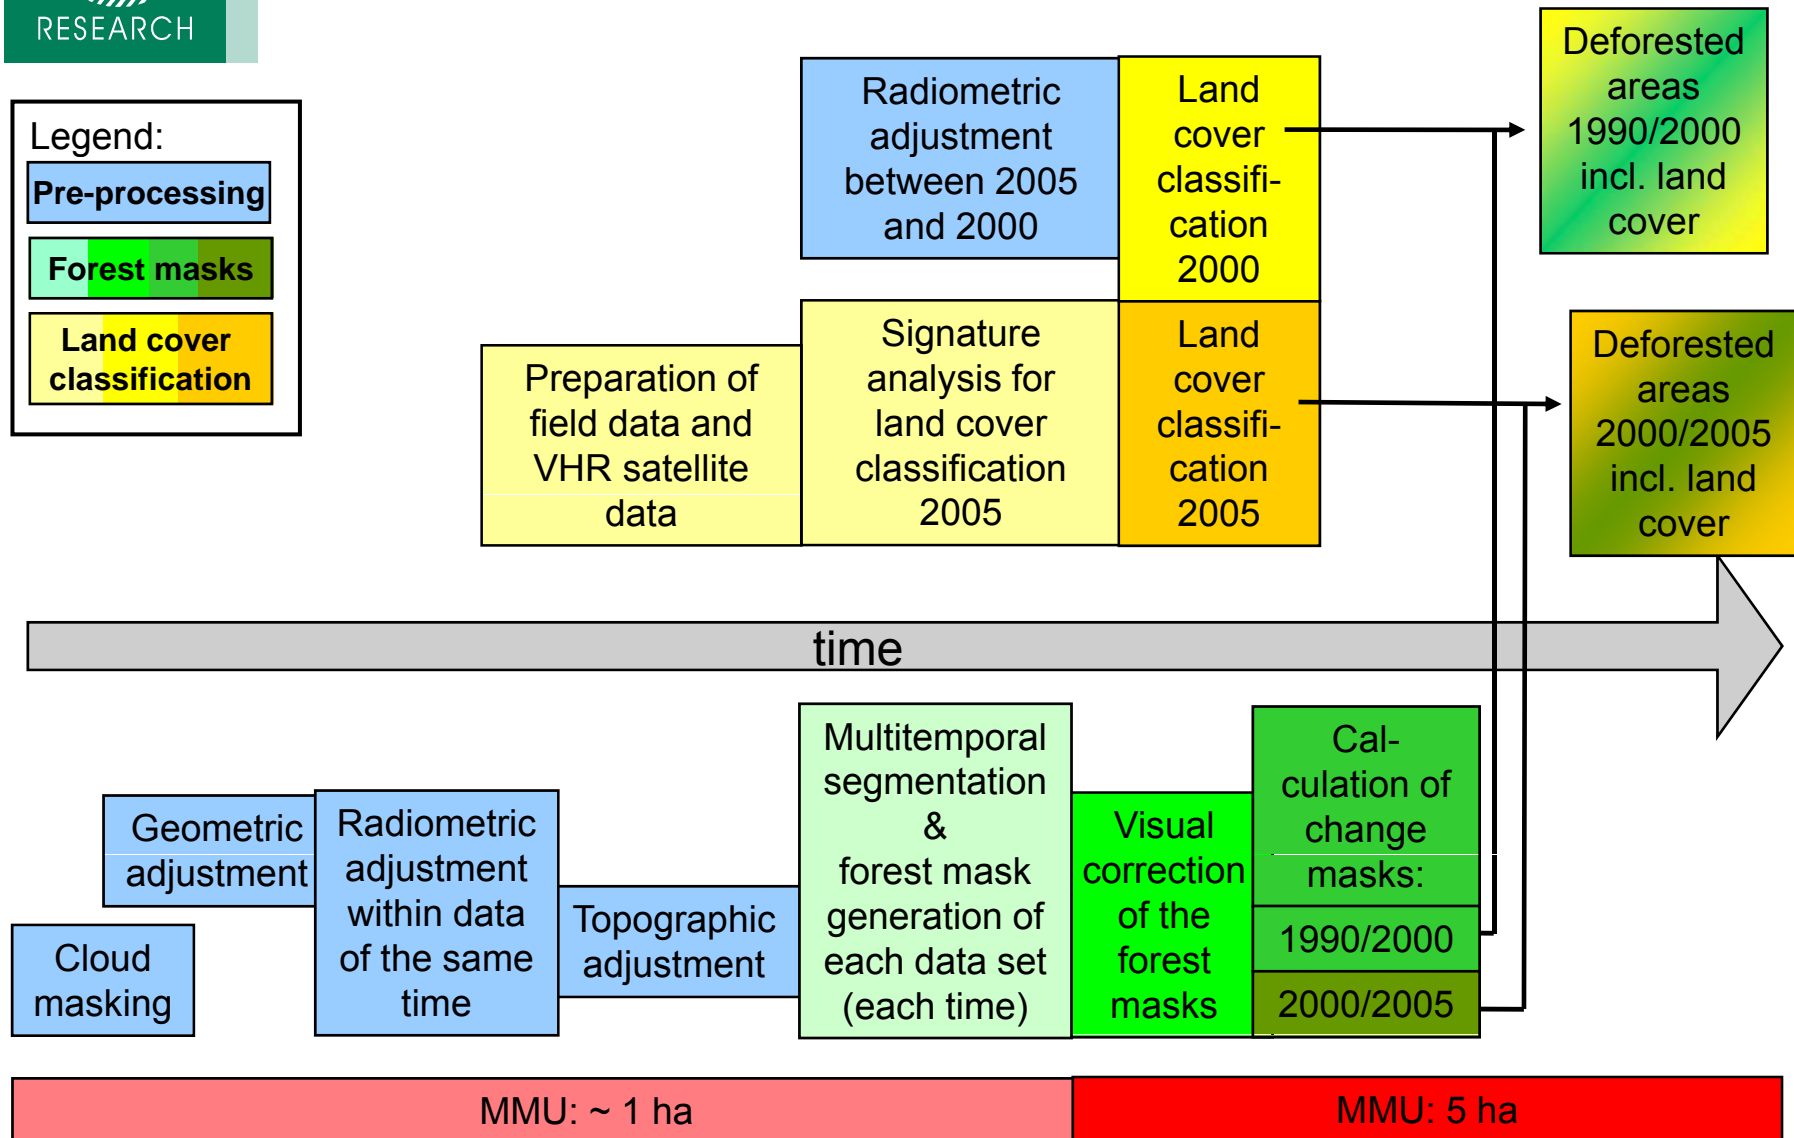 RESEARCH
Legend:
Pre-processing
Forest masks
Land cover
classification
Radiometric
adjustment
between 2005
and 2000
Land
cover
classifi-
cation
2000
Deforested
areas
1990/2000
incl. land
cover
Preparation of
field data and
VHR satellite
data
Signature
analysis for
land cover
classification
2005
Land
cover
classifi-
cation
2005
Deforested
areas
2000/2005
incl. land
cover
time
Cloud
masking
Geometric
adjustment
Radiometric
adjustment
within data
of the same
time
Topographic
adjustment
Multitemporal
segmentation
&
forest mask
generation of
each data set
(each time)
Visual
correction
of the
forest
masks
Cal-
culation of
change
masks:
1990/2000
2000/2005
MMU: ~ 1 ha
MMU: 5 ha